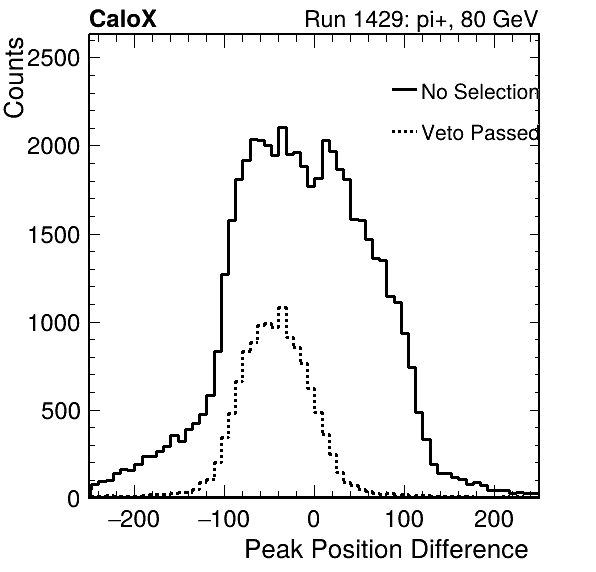 CaloX Run 1429: pi+, 80 GeV
Counts
2500
2000
1500
1000
500
0
No Selection
Veto Passed
−200 −100 0 100 200
Peak Position Difference